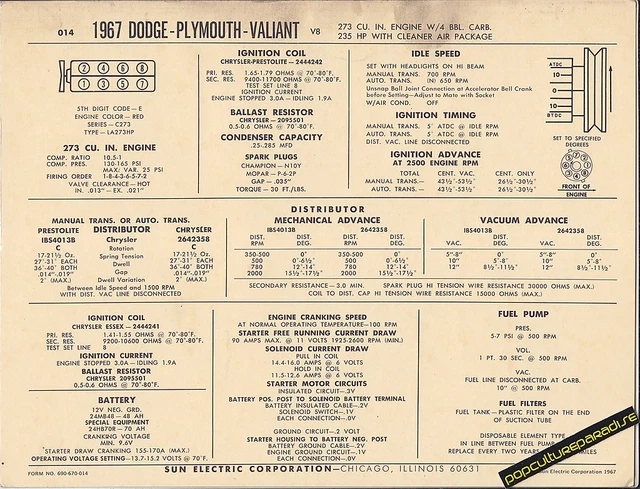 014 1967 DODGE-PLYMOUTH-VALIANT V8 273 CU. IN. ENGINE W/4 BBL. CARB.
235 HP WITH CLEANER AIR PACKAGE
2 4 6 8
1 3 5 7
5TH DIGIT CODE – E
ENGINE COLOR – RED
SERIES – C273
TYPE – LA273HP
273 CU. IN. ENGINE
COMP. RATIO 10.5-1
COMP. PRES. 130-165 PSI
MAX/ VAR. 25 PSI
FIRING ORDER 1-8-4-3-6-5-7-2
VALVE CLEARANCE – HOT
IN. .013" – EX. .021"
IGNITION COIL
CHRYSLER-PRESTOLITE – 2444242
PRI. RES. 1.65-1.79 OHMS @ 70°-80°F.
SEC. RES. 9400-11700 OHMS @ 70°-80°F.
TEST SET LINE 8
IGNITION CURRENT
ENGINE STOPPED 3.0A – IDLING 1.9A
BALLAST RESISTOR
CHRYSLER – 2095501
0.5-0.6 OHMS @ 70°-80°F.
CONDENSER CAPACITY
.25-.285 MFD
SPARK PLUGS
CHAMPION – N10Y
MOPAR – P-6-2P
GAP – .035"
TORQUE – 30 FT./LBS.
IDLE SPEED
SET WITH HEADLIGHTS ON HI BEAM
MANUAL TRANS. 700 RPM
AUTO. TRANS. (N) 650 RPM
Unsnap Ball Joint Connection at Accelerator Ball Crank
before Setting – Adjust to Mate with Socket
W/AIR COND. OFF
IGNITION TIMING
MANUAL TRANS. 5° ATDC @ IDLE RPM
AUTO. TRANS. 5° ATDC @ IDLE RPM
DIST. VAC. LINE DISCONNECTED
IGNITION ADVANCE
AT 2500 ENGINE RPM
TOTAL CENT. VAC. CENT. ONLY
MANUAL TRANS.— 43½°-53½° 26½°-30½°
AUTO. TRANS.— 43½°-53½° 26½°-30½°
ATDC
10
10
BTDC
SET TO SPECIFIED
DEGREES
FRONT OF
ENGINE
DISTRIBUTOR
MANUAL TRANS. OR AUTO. TRANS.
PRESTOLITE DISTRIBUTOR CHRYSLER
IBS4013B Chrysler 2642358
C Rotation C
17-21½ Oz. Spring Tension 17-21½ Oz.
27°-31° EACH Dwell 27°-31° EACH
36°-40° BOTH 36°-40° BOTH
.014"-.019" Gap .014"-.019"
2° (MAX.) Dwell Variation 2° (MAX.)
Between Idle Speed and 1500 RPM
WITH DIST. VAC LINE DISCONNECTED
MECHANICAL ADVANCE
IBS4013B 2642358
DIST. RPM DIST. DEG. DIST. RPM DIST. DEG.
350-500 0° 350-500 0°
500 0°-6½° 500 0°-6½°
780 12°-14° 780 12°-14°
2000 15½°-17½° 2000 15½°-17½°
VACUUM ADVANCE
IBS4013B 2642358
VAC. DIST. DEG. VAC. DIST. DEG.
5"-8" 0° 5"-8" 0°
10" 5°-8° 10" 5°-8°
12" 8½°-11½° 12" 8½°-11½°
SECONDARY RESISTANCE – 3.0 MIN. SPARK PLUG HI TENSION WIRE RESISTANCE 30000 OHMS (MAX.)
COIL TO DIST. CAP HI TENSION WIRE RESISTANCE 15000 OHMS (MAX.)
IGNITION COIL
CHRYSLER ESSEX – 2444241
PRI. RES. 1.41-1.55 OHMS @ 70°-80°F.
SEC. RES. 9200-10600 OHMS @ 70°-80°F.
TEST SET LINE 8
IGNITION CURRENT
ENGINE STOPPED 3.0A – IDLING 1.9A
BALLAST RESISTOR
CHRYSLER 2095501
0.5-0.6 OHMS @ 70°-80°F.
BATTERY
12V NEG. GRD.
24MB48 – 48 AH
SPECIAL EQUIPMENT
24HB70R – 70 AH
CRANKING VOLTAGE
MIN. 9.6V
*STARTER DRAW CRANKING 155-170A (MAX.)
OPERATING VOLTAGE SETTING – 13.7-15.2 VOLTS @ 70°F.
ENGINE CRANKING SPEED
AT NORMAL OPERATING TEMPERATURE – 100 RPM
STARTER FREE RUNNING CURRENT DRAW
90 AMPS MAX. @ 11 VOLTS 1925-2600 RPM (MIN.)
SOLENOID CURRENT DRAW
PULL IN COIL
14.4-16.0 AMPS @ 6 VOLTS
HOLD IN COIL
11.5-12.6 AMPS @ 6 VOLTS
STARTER MOTOR CIRCUITS
INSULATED CIRCUIT – .3V
BATTERY POS. POST TO SOLENOID BATTERY TERMINAL
BATTERY INSULATED CABLE – .2V
SOLENOID SWITCH – .1V
EACH CONNECTION – .0V
GROUND CIRCUIT – .2 VOLT
STARTER HOUSING TO BATTERY NEG. POST
BATTERY GROUND CABLE – .2V
ENGINE GROUND CIRCUIT – .1V
EACH CONNECTION – .0V
FUEL PUMP
PRES.
5-7 PSI @ 500 RPM
VOL.
1 PT. 30 SEC. @ 500 RPM
VAC.
FUEL LINE DISCONNECTED AT CARB.
10" @ 500 RPM
FUEL FILTERS
FUEL TANK – PLASTIC FILTER ON THE END
OF SUCTION TUBE
DISPOSABLE ELEMENT TYPE
IN LINE BETWEEN FUEL PUMP
REPLACE EVERY TWO YEARS MILES
FORM NO. 690-670-014 SUN ELECTRIC CORPORATION – CHICAGO, ILLINOIS 60631 Sun Electric Corporation 1967
popcultureparadise